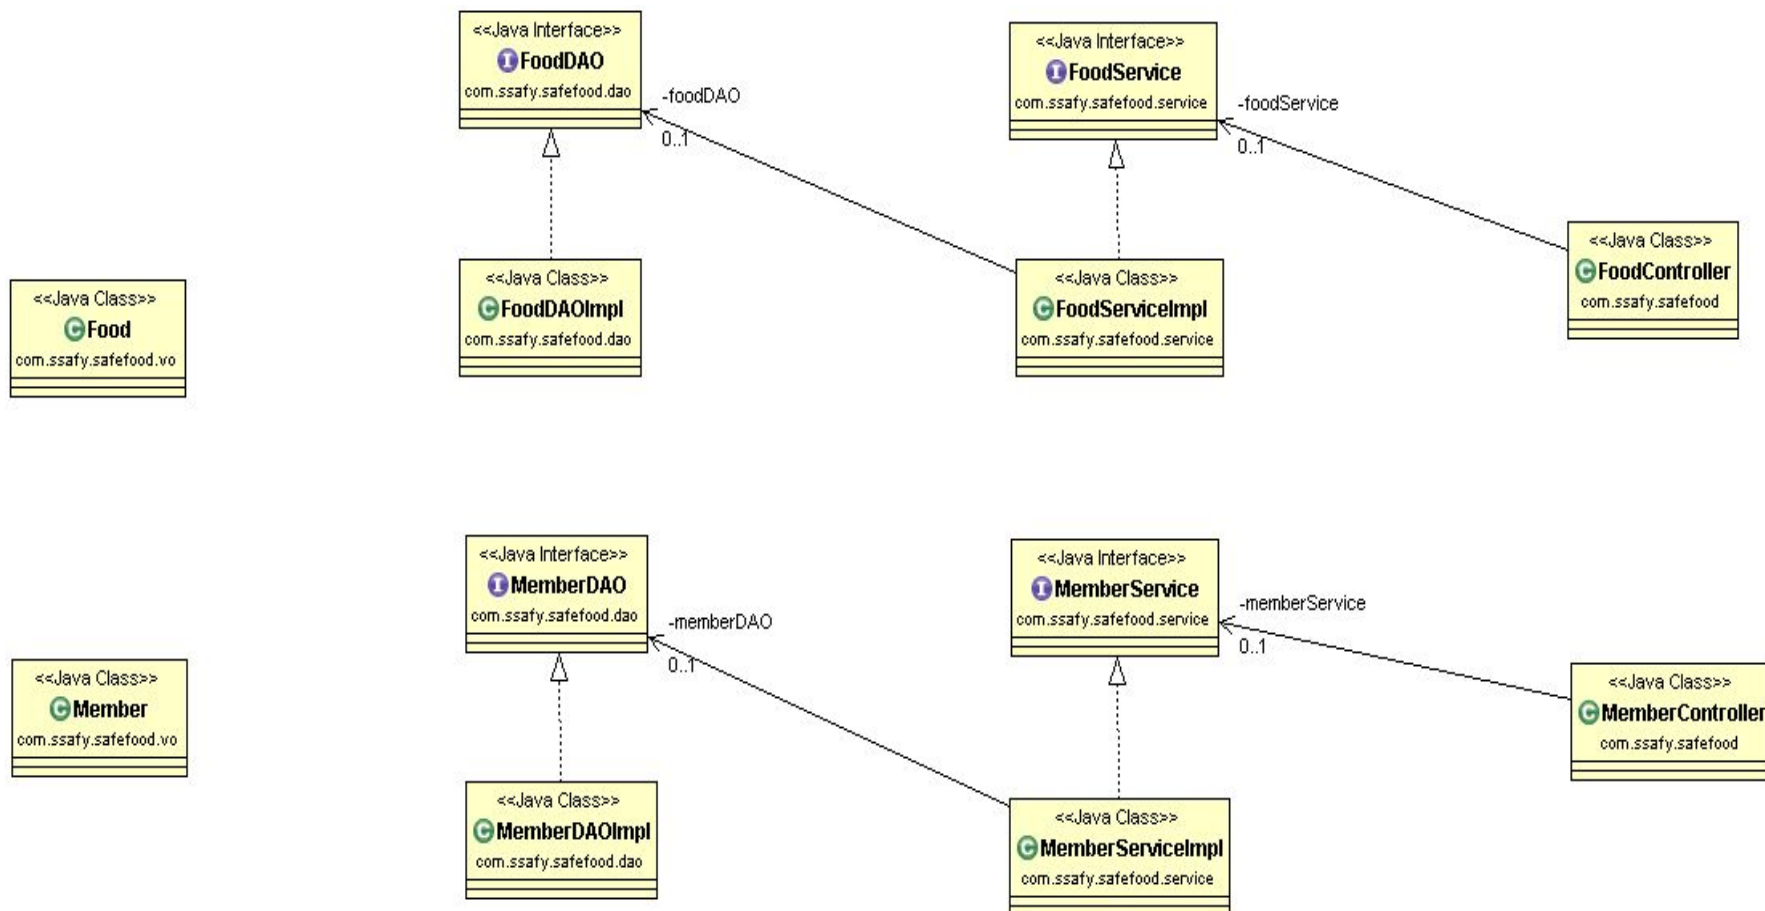 <<Java Interface>>
FoodDAO
com.ssafy.safefood.dao
-foodDAO
0..1
<<Java Interface>>
FoodService
com.ssafy.safefood.service
-foodService
0..1
<<Java Class>>
Food
com.ssafy.safefood.vo
<<Java Class>>
FoodDAOImpl
com.ssafy.safefood.dao
<<Java Class>>
FoodServiceImpl
com.ssafy.safefood.service
<<Java Class>>
FoodController
com.ssafy.safefood
<<Java Interface>>
MemberDAO
com.ssafy.safefood.dao
-memberDAO
0..1
<<Java Interface>>
MemberService
com.ssafy.safefood.service
-memberService
0..1
<<Java Class>>
Member
com.ssafy.safefood.vo
<<Java Class>>
MemberDAOImpl
com.ssafy.safefood.dao
<<Java Class>>
MemberServiceImpl
com.ssafy.safefood.service
<<Java Class>>
MemberController
com.ssafy.safefood